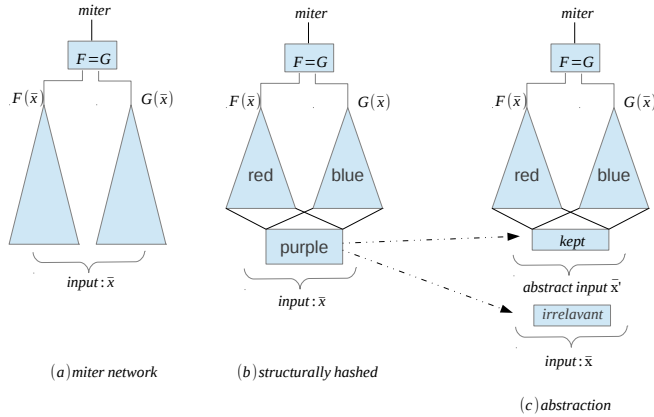 miter
F=G
F(x̄)
G(x̄)
input: x̄
(a) miter network
miter
F=G
F(x̄)
G(x̄)
red
blue
purple
input: x̄
(b) structurally hashed
miter
F=G
F(x̄)
G(x̄)
red
blue
kept
abstract input x̄'
irrelavant
input: x̄
(c) abstraction